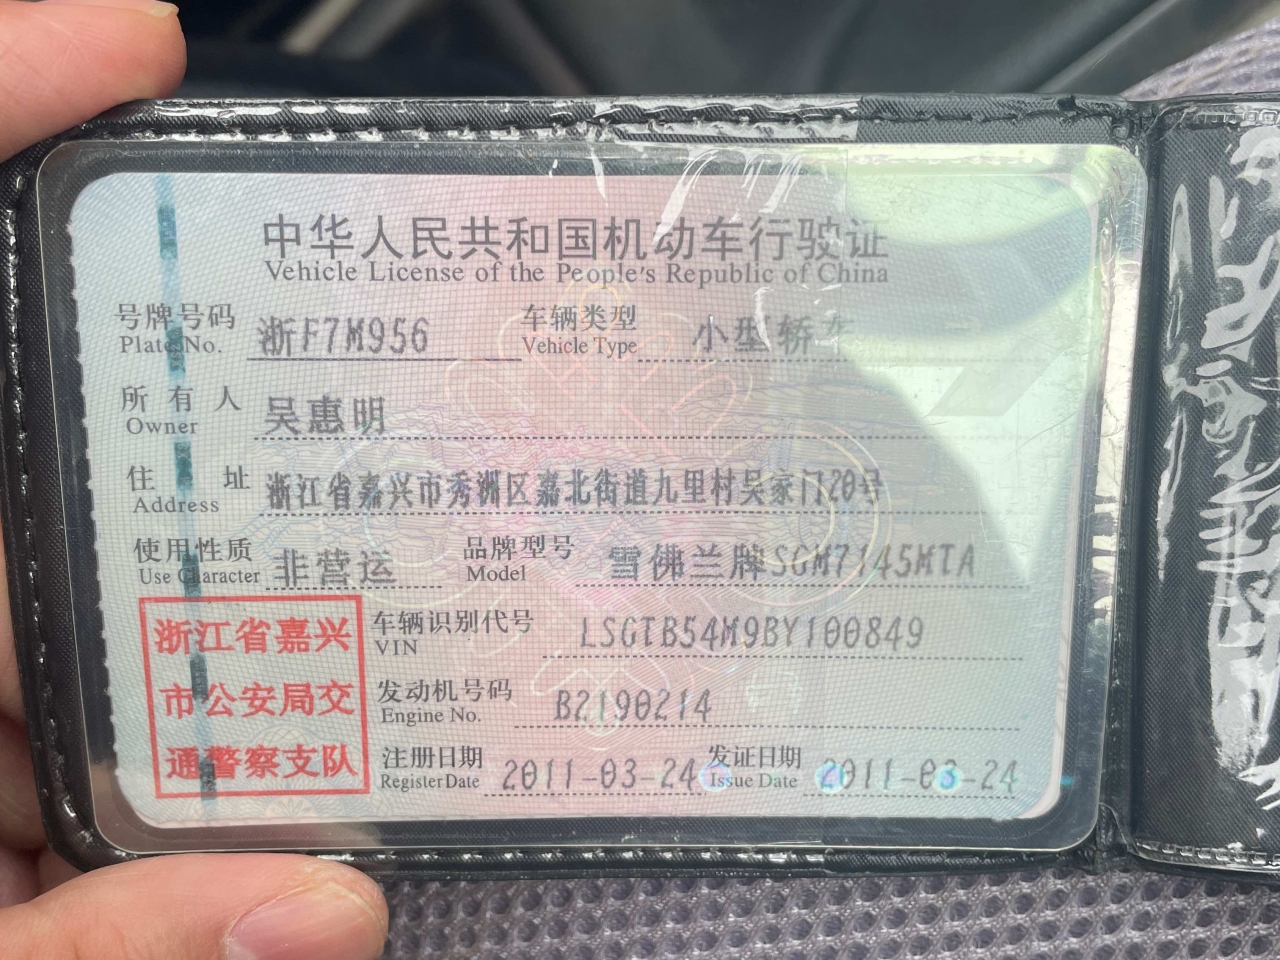 中华人民共和国机动车行驶证
Vehicle License of the People's Republic of China
号牌号码 浙F7M956 车辆类型 小型轿车
Plate No. Vehicle Type
所有人 吴惠明
Owner
住址 浙江省嘉兴市秀洲区嘉北街道九里村吴家门20号
Address
使用性质 非营运 品牌型号 雪佛兰牌SGM7145MTA
Use Character Model
浙江省嘉兴
市公安局交
通警察支队
车辆识别代号 LSGTB54M9BY100849
VIN
发动机号码 B2190214
Engine No.
注册日期 2011-03-24 发证日期 2011-03-24
Register Date Issue Date